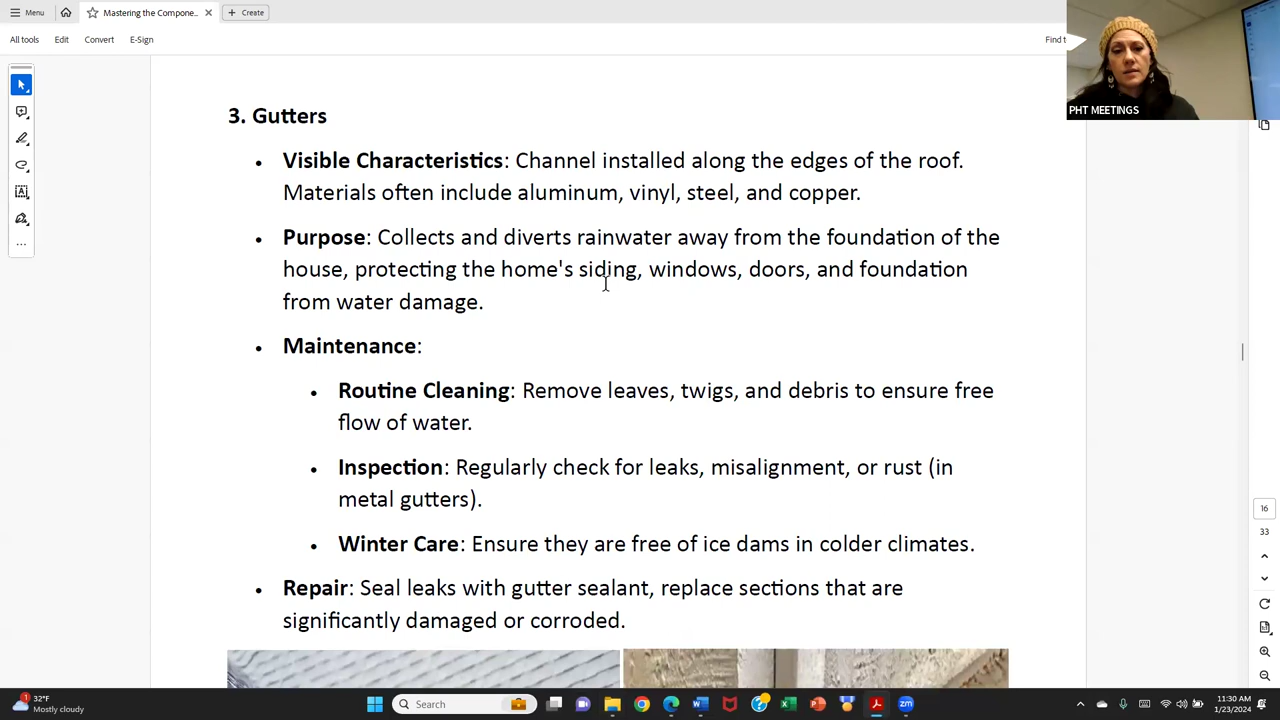 Menu
Mastering the Compone...
Create
All tools
Edit
Convert
E-Sign
Find t
PHT MEETINGS
3. Gutters
• Visible Characteristics: Channel installed along the edges of the roof.
Materials often include aluminum, vinyl, steel, and copper.
• Purpose: Collects and diverts rainwater away from the foundation of the
house, protecting the home's siding, windows, doors, and foundation
from water damage.
• Maintenance:
• Routine Cleaning: Remove leaves, twigs, and debris to ensure free
flow of water.
• Inspection: Regularly check for leaks, misalignment, or rust (in
metal gutters).
• Winter Care: Ensure they are free of ice dams in colder climates.
• Repair: Seal leaks with gutter sealant, replace sections that are
significantly damaged or corroded.
16
33
1
32°F
Mostly cloudy
Search
11:30 AM
1/23/2024